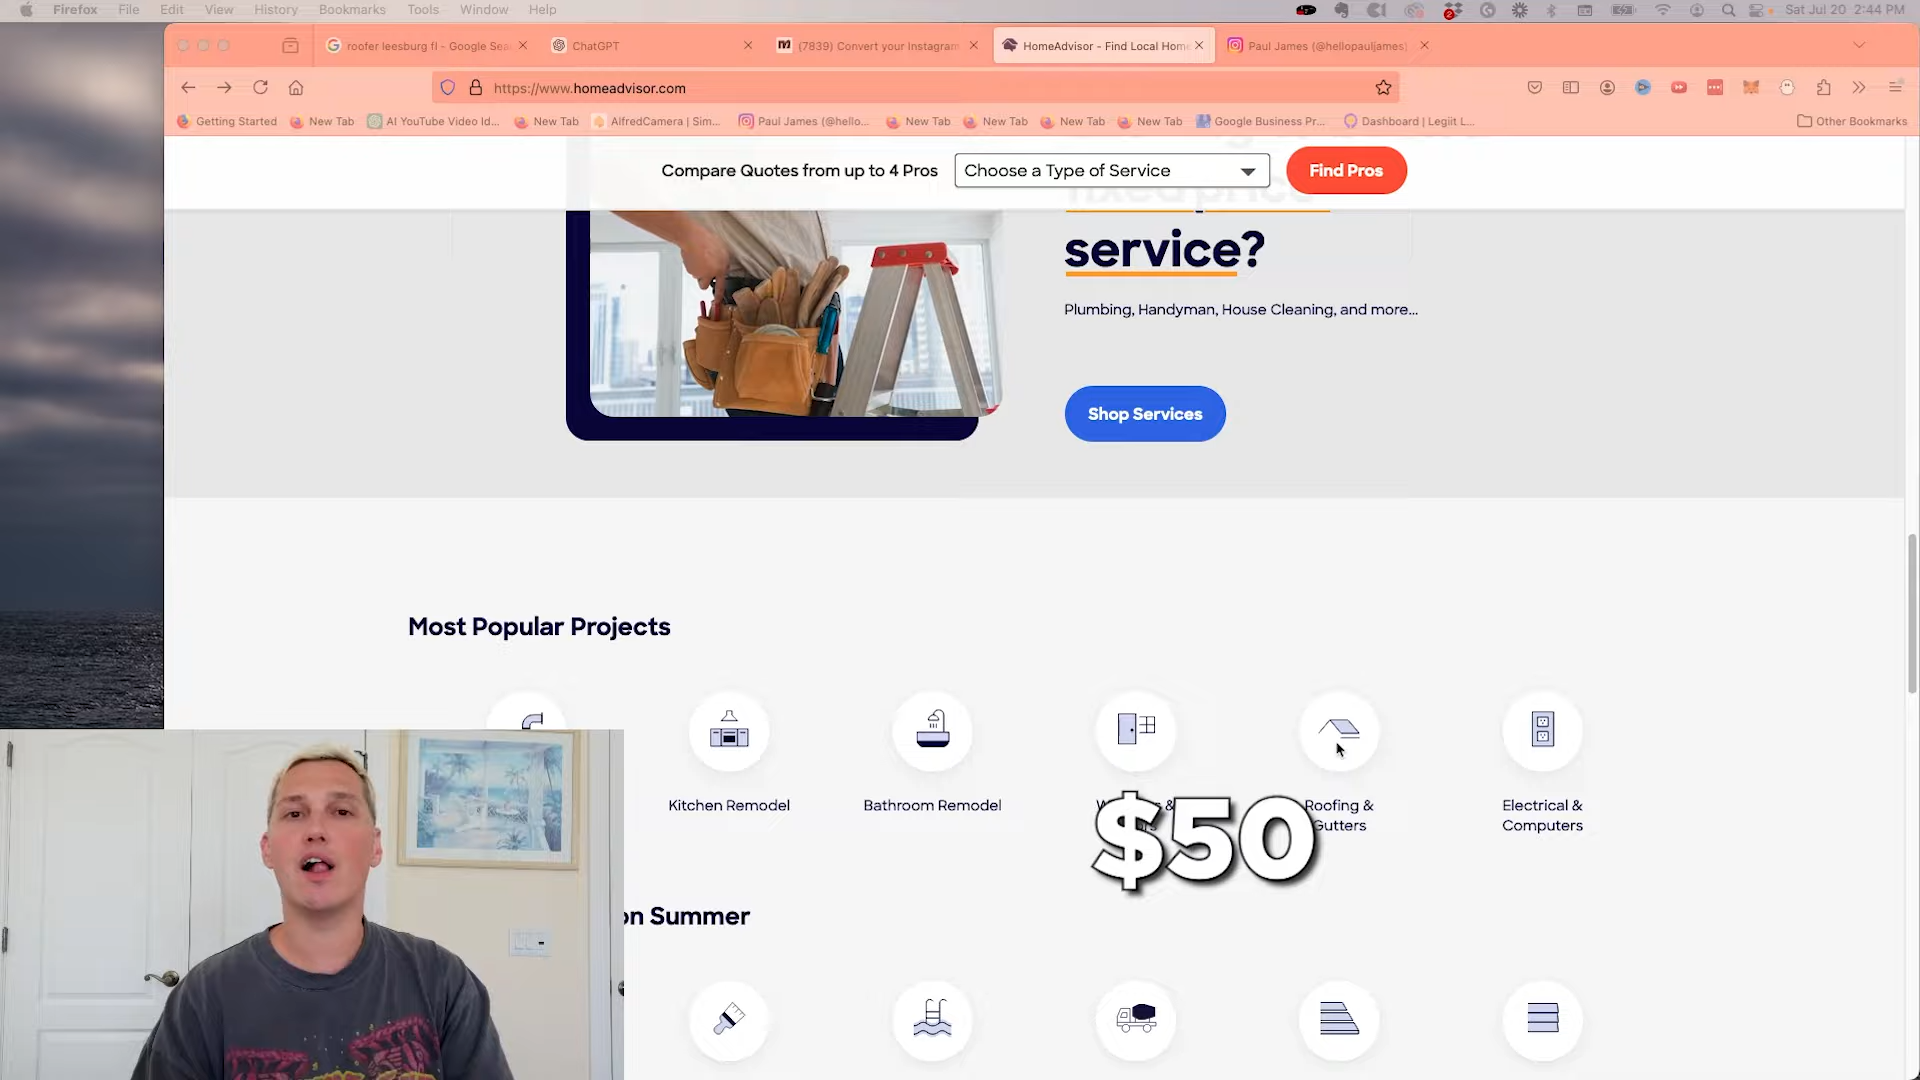 Firefox File Edit View History Bookmarks Tools Window Help
2
Sat Jul 20 2:44 PM
roofer leesburg fl - Google Sea
ChatGPT
(7839) Convert your Instagram
HomeAdvisor - Find Local Home
Paul James (@hellopauljames)
https://www.homeadvisor.com
Getting Started
New Tab
AI YouTube Video Id...
New Tab
AlfredCamera | Sim...
Paul James (@hello...
New Tab
New Tab
New Tab
New Tab
Google Business Pr...
Dashboard | Legiit L...
Other Bookmarks
Compare Quotes from up to 4 Pros
Choose a Type of Service
Find Pros
fixed price
service?
Plumbing, Handyman, House Cleaning, and more...
Shop Services
Most Popular Projects
Kitchen Remodel
Bathroom Remodel
Roofing &
Gutters
Electrical &
Computers
$50
on Summer